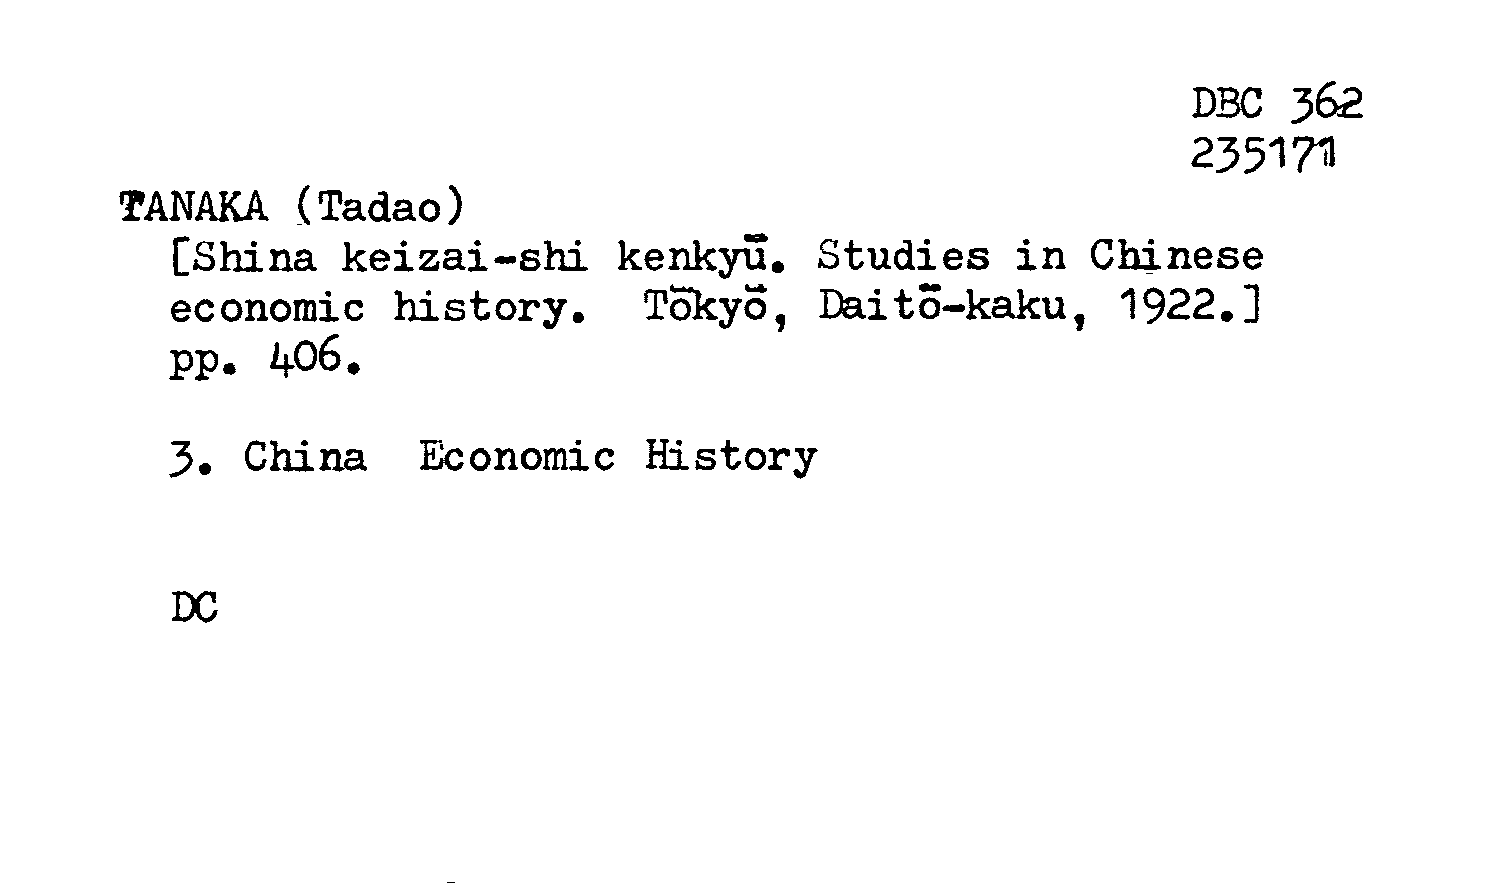 DBC 362
235171
TANAKA (Tadao)
[Shina keizai-shi kenkyū. Studies in Chinese
economic history. Tōkyō, Daitō-kaku, 1922.]
pp. 406.
3. China Economic History
DC